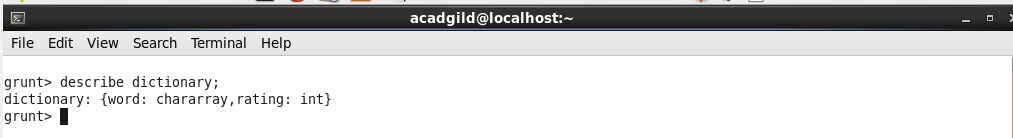 acadgild@localhost:~
File Edit View Search Terminal Help
grunt> describe dictionary;
dictionary: {word: chararray,rating: int}
grunt>